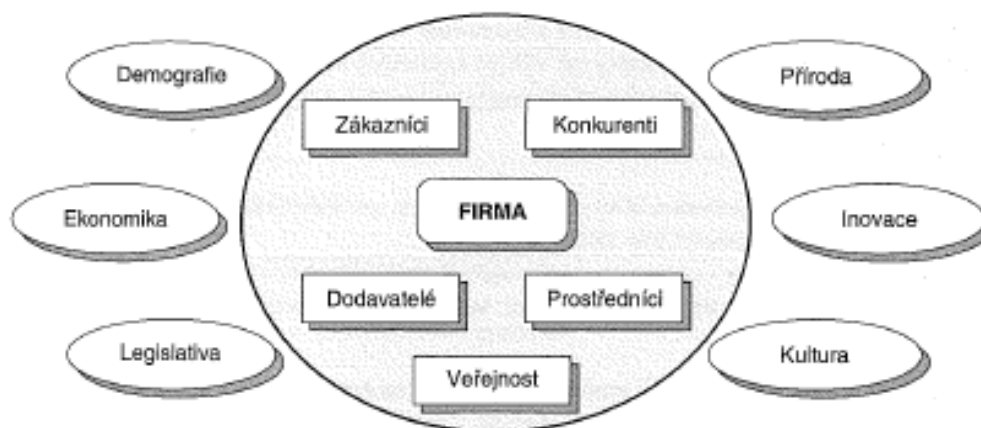 Demografie
Příroda
Zákazníci
Konkurenti
Ekonomika
FIRMA
Inovace
Dodavatelé
Prostředníci
Legislativa
Veřejnost
Kultura